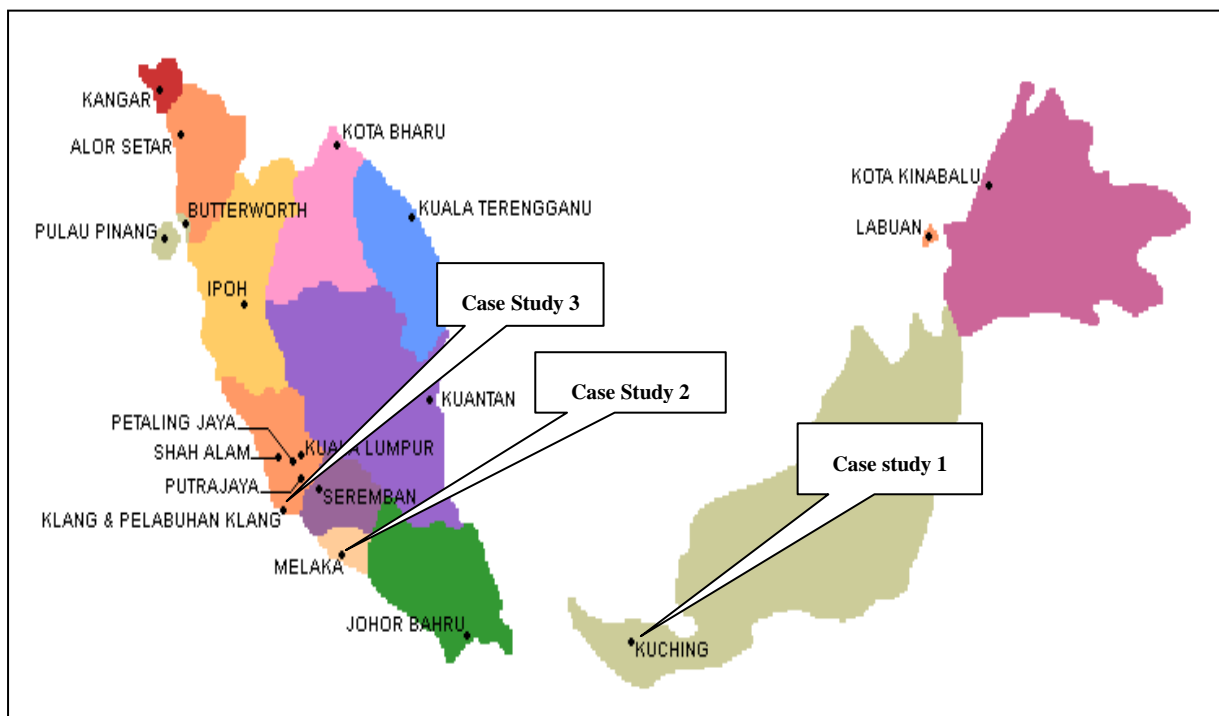 KANGAR
ALOR SETAR
KOTA BHARU
BUTTERWORTH
PULAU PINANG
KUALA TERENGGANU
KOTA KINABALU
LABUAN
IPOH
Case Study 3
Case Study 2
KUANTAN
PETALING JAYA
SHAH ALAM
KUALA LUMPUR
Case study 1
PUTRAJAYA
SEREMBAN
KLANG & PELABUHAN KLANG
MELAKA
JOHOR BAHRU
KUCHING